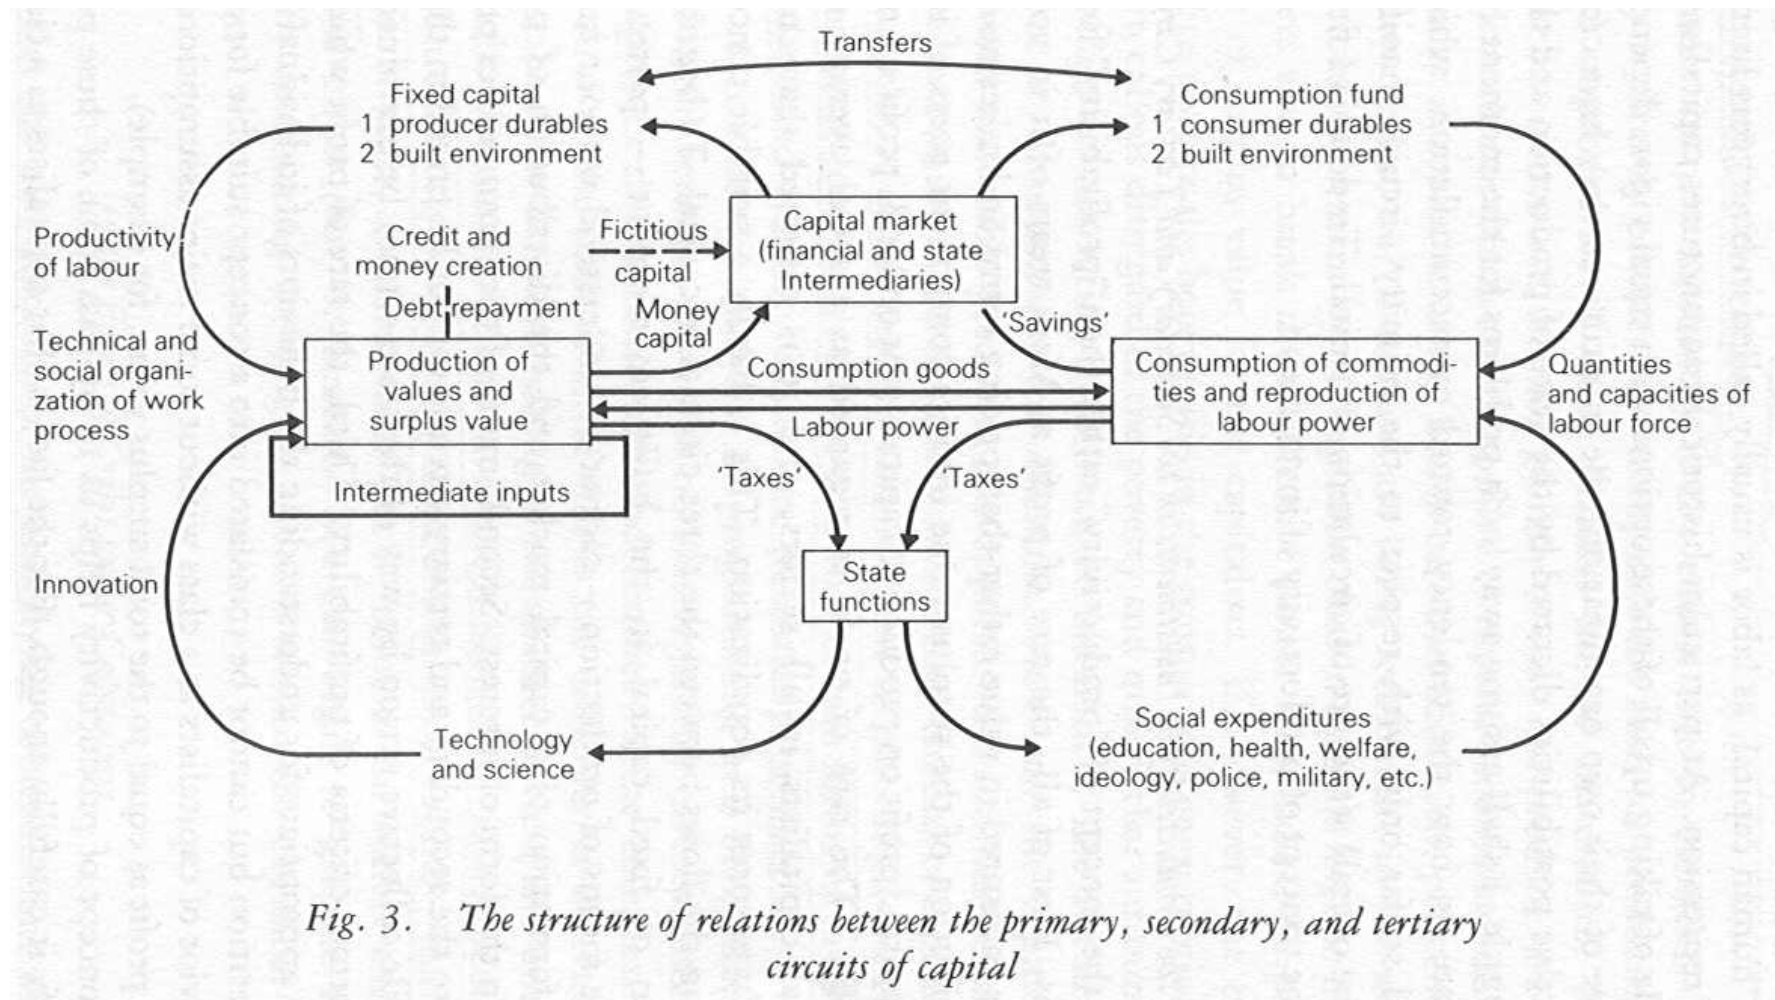 Transfers
Fixed capital
1 producer durables
2 built environment
Consumption fund
1 consumer durables
2 built environment
Capital market
(financial and state
Intermediaries)
Productivity
of labour
Credit and
money creation
Fictitious
capital
Debt repayment
Money
capital
'Savings'
Technical and
social organi-
zation of work
process
Production of
values and
surplus value
Consumption goods
Labour power
Consumption of commodi-
ties and reproduction of
labour power
Quantities
and capacities of
labour force
Intermediate inputs
'Taxes'
'Taxes'
State
functions
Innovation
Technology
and science
Social expenditures
(education, health, welfare,
ideology, police, military, etc.)
Fig. 3. The structure of relations between the primary, secondary, and tertiary
circuits of capital